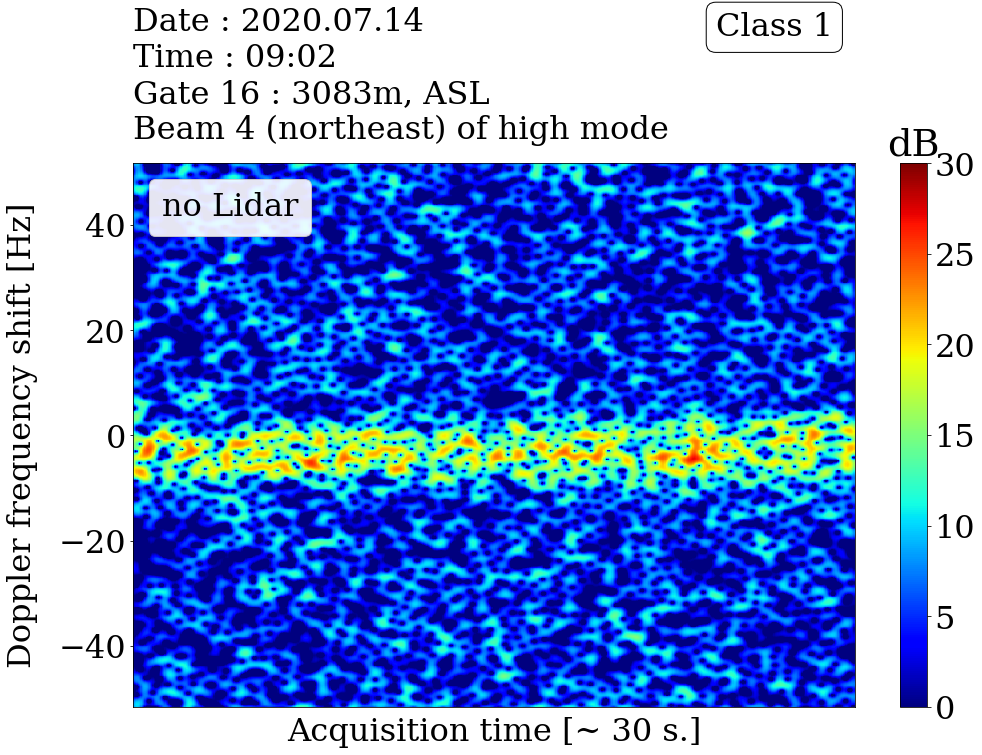 Date : 2020.07.14
Time : 09:02
Gate 16 : 3083m, ASL
Beam 4 (northeast) of high mode
Class 1
dB
no Lidar
Doppler frequency shift [Hz]
40
20
0
−20
−40
30
25
20
15
10
5
0
Acquisition time [~ 30 s.]